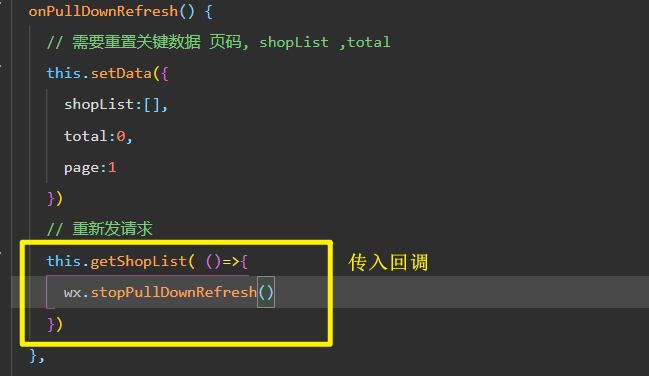 onPullDownRefresh() {
// 需要重置关键数据 页码, shopList ,total
this.setData({
shopList:[],
total:0,
page:1
})
// 重新发请求
this.getShopList( ()=>{
传入回调
wx.stopPullDownRefresh()
})
},